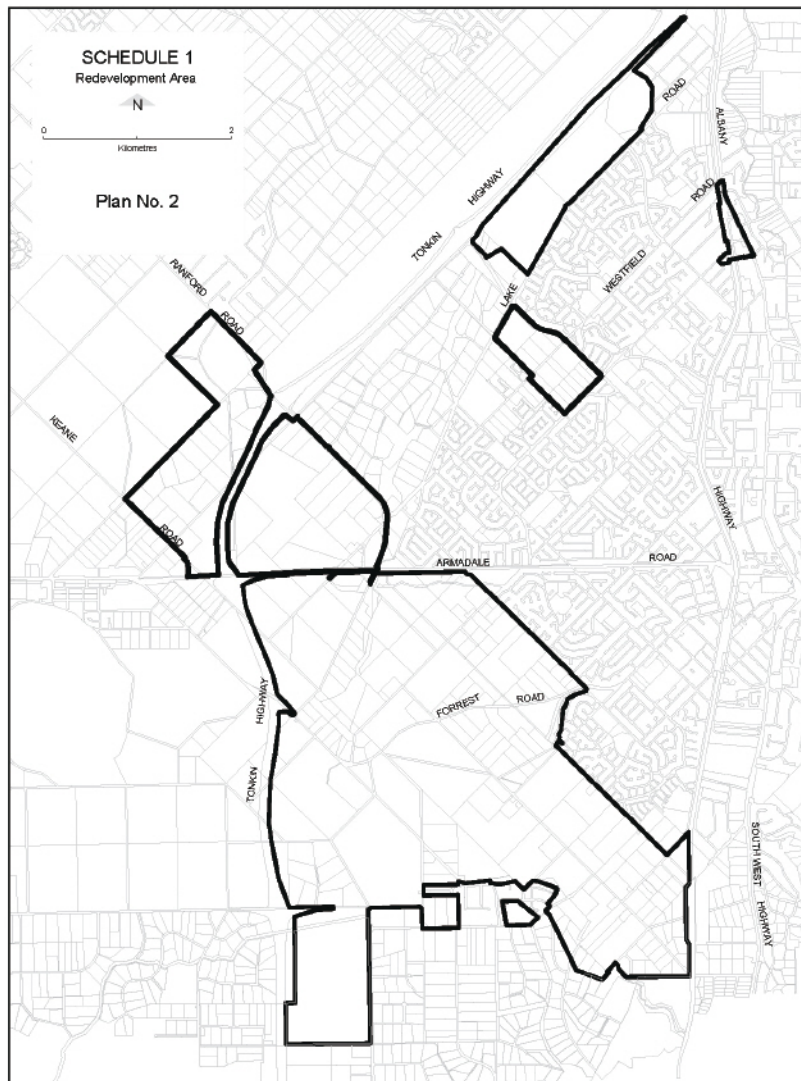 SCHEDULE 1
Redevelopment Area
N
0 2
Kilometres
Plan No. 2
ROAD
ALBANY
HIGHWAY
TONKIN
ROAD
WESTFIELD
LAKE
RANFORD
ROAD
KEANE
ROAD
HIGHWAY
ARMADALE ROAD
FORREST ROAD
HIGHWAY
TONKIN
SOUTH WEST
HIGHWAY